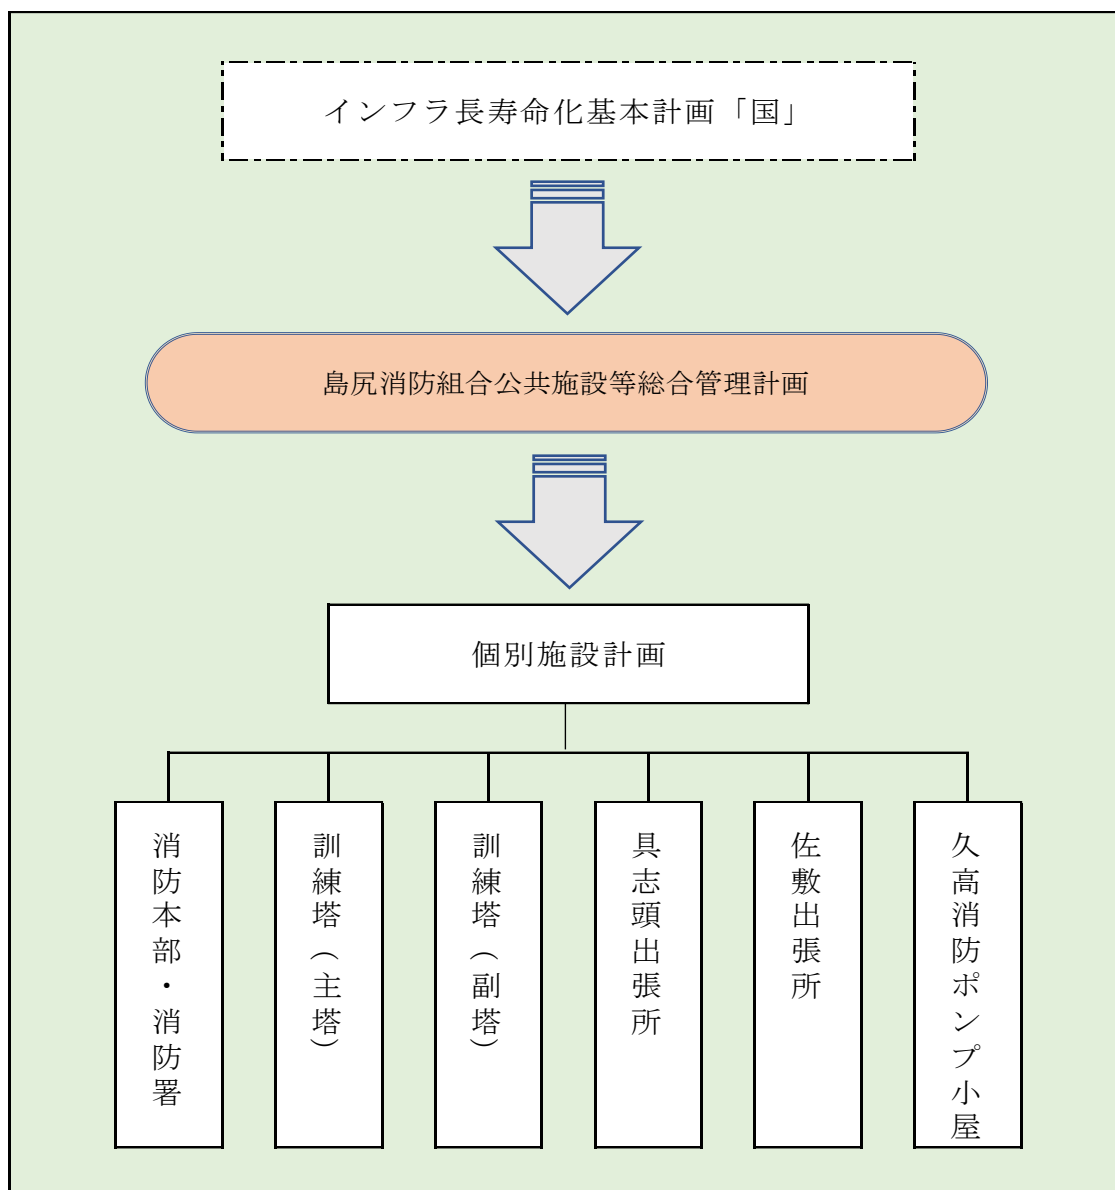 インフラ長寿命化基本計画「国」
島尻消防組合公共施設等総合管理計画
個別施設計画
消防本部・消防署
訓練塔（主塔）
訓練塔（副塔）
具志頭出張所
佐敷出張所
久高消防ポンプ小屋